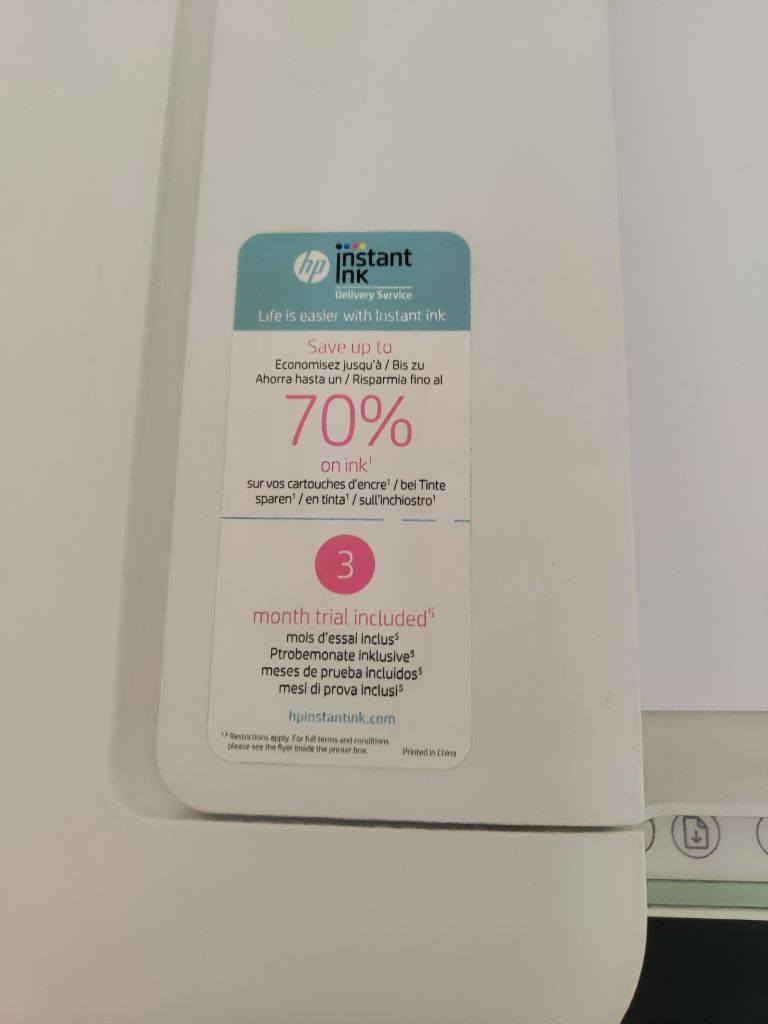 hp instant
ink
Delivery Service
Life is easier with Instant ink
Save up to
Economisez jusqu'à / Bis zu
Ahorra hasta un / Risparmia fino al
70%
on ink¹
sur vos cartouches d'encre¹ / bei Tinte
sparen¹ / en tinta¹ / sull'inchiostro¹
3
month trial included⁵
mois d'essai inclus⁵
Ptrobemonate inklusive⁵
meses de prueba incluidos⁵
mesi di prova inclusi⁵
hpinstantink.com
¹·⁵ Restrictions apply. For full terms and conditions
please see the flyer inside the printer box.
Printed in China